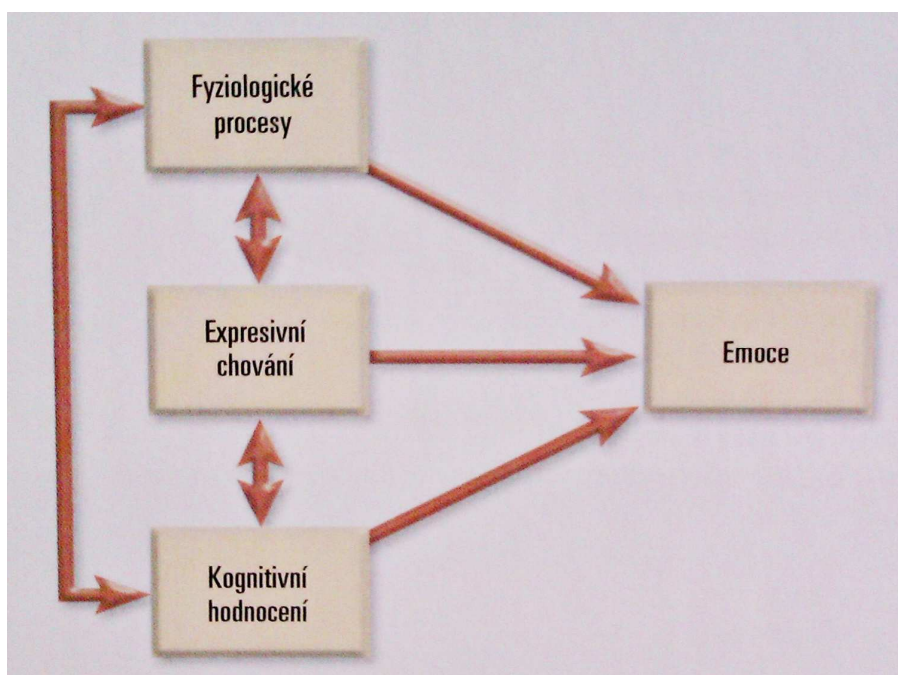 Fyziologické
procesy
Expresivní
chování
Emoce
Kognitivní
hodnocení